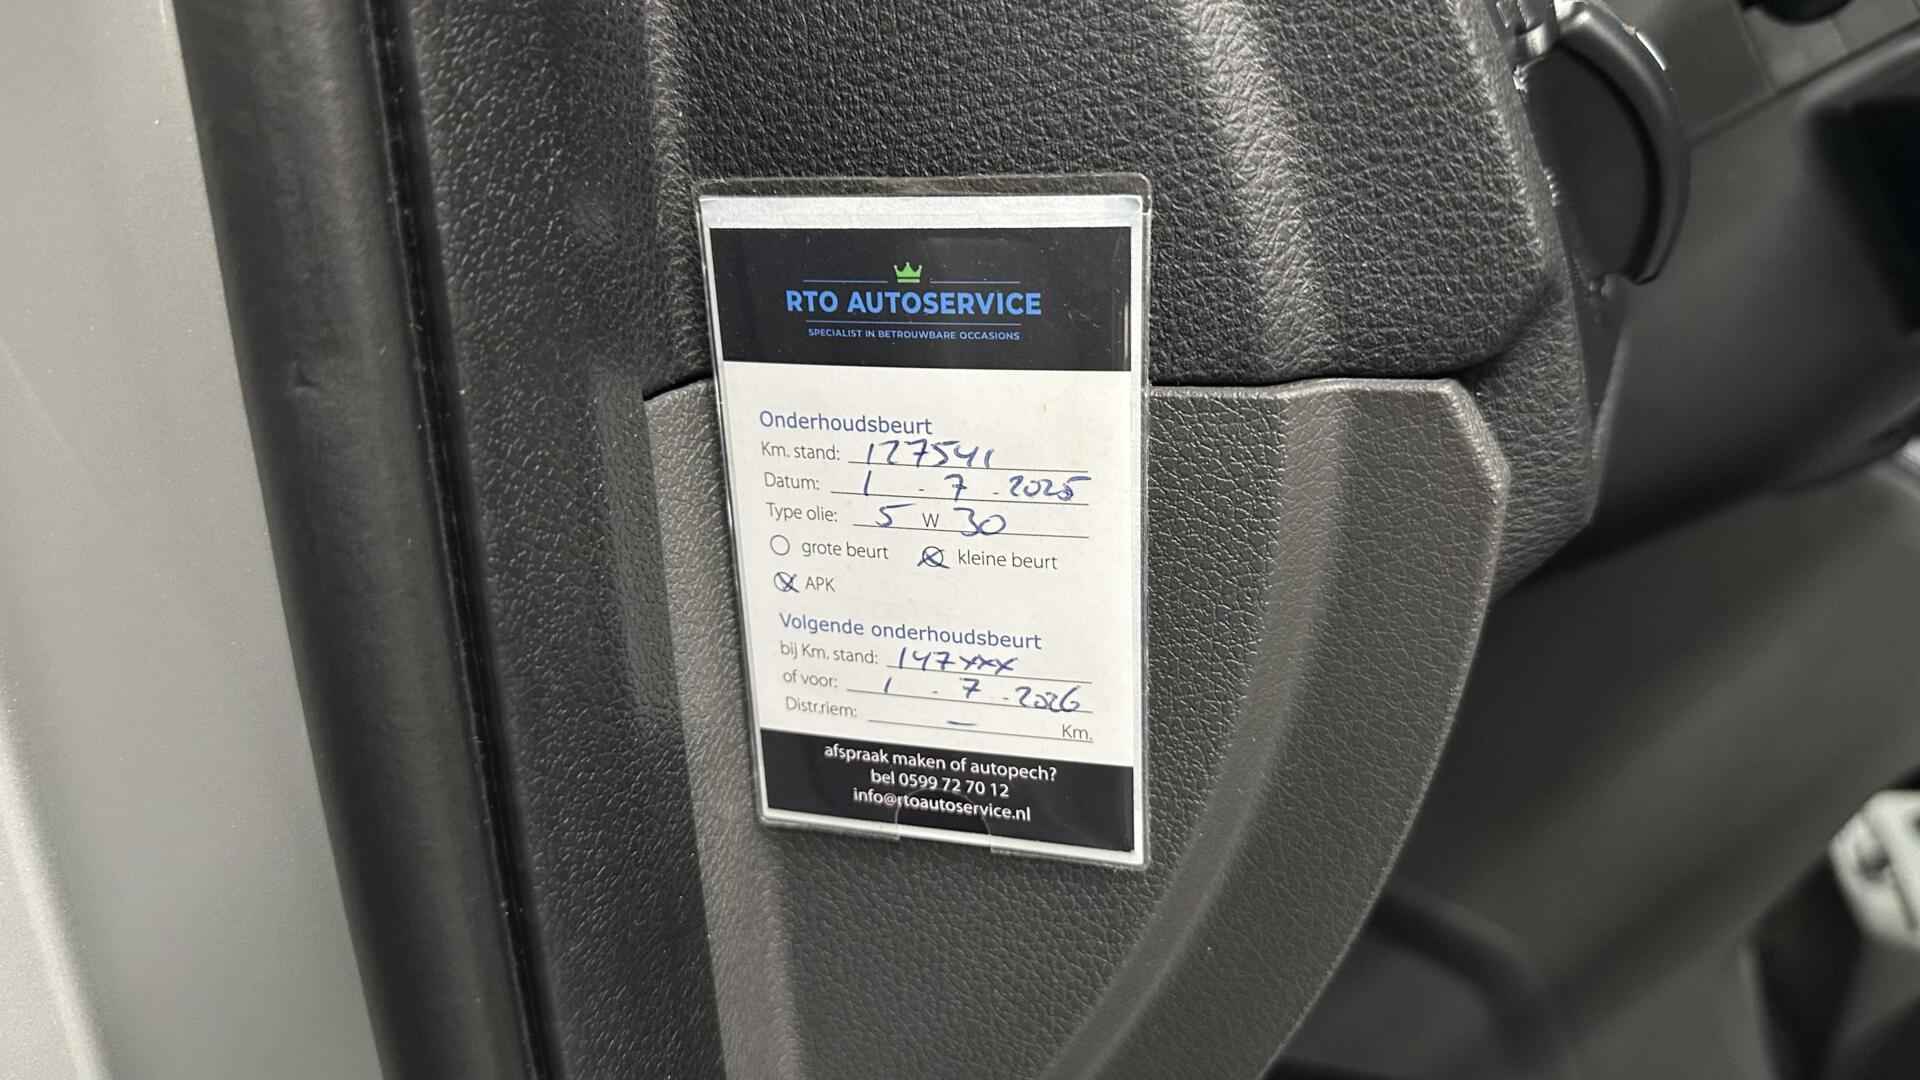 RTO AUTOSERVICE
SPECIALIST IN BETROUWBARE OCCASIONS
Onderhoudsbeurt
Km. stand: 127541
Datum: 1 - 7 - 2025
Type olie: 5 W 30
grote beurt kleine beurt
APK
Volgende onderhoudsbeurt
bij Km. stand: 147xxx
of voor: 1 - 7 - 2026
Distr.riem: — Km.
afspraak maken of autopech?
bel 0599 72 70 12
info@rtoautoservice.nl